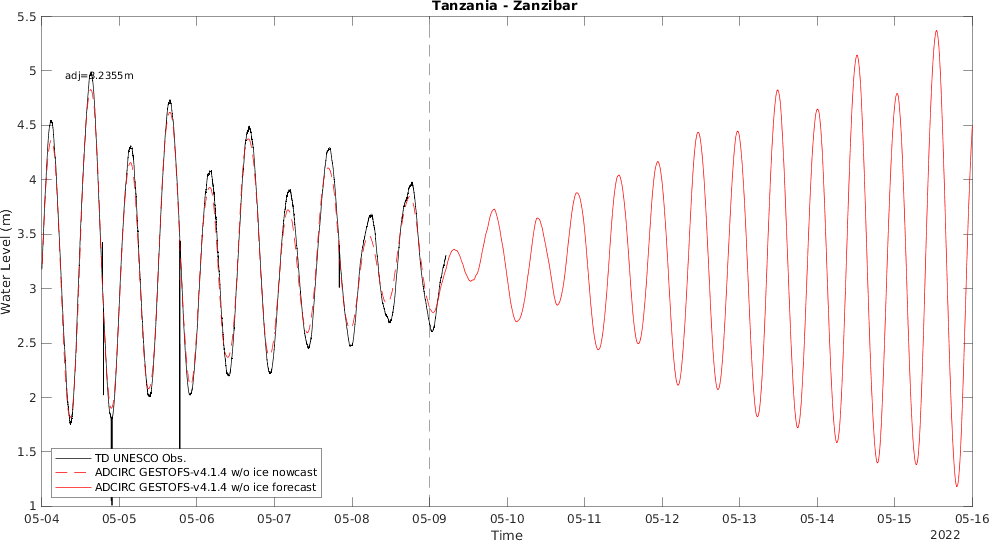 Tanzania - Zanzibar
5.5
5
4.5
4
3.5
3
2.5
2
1.5
1
Water Level (m)
adj=3.2355m
TD UNESCO Obs.
ADCIRC GESTOFS-v4.1.4 w/o ice nowcast
ADCIRC GESTOFS-v4.1.4 w/o ice forecast
05-04 05-05 05-06 05-07 05-08 05-09 05-10 05-11 05-12 05-13 05-14 05-15 05-16
Time
2022